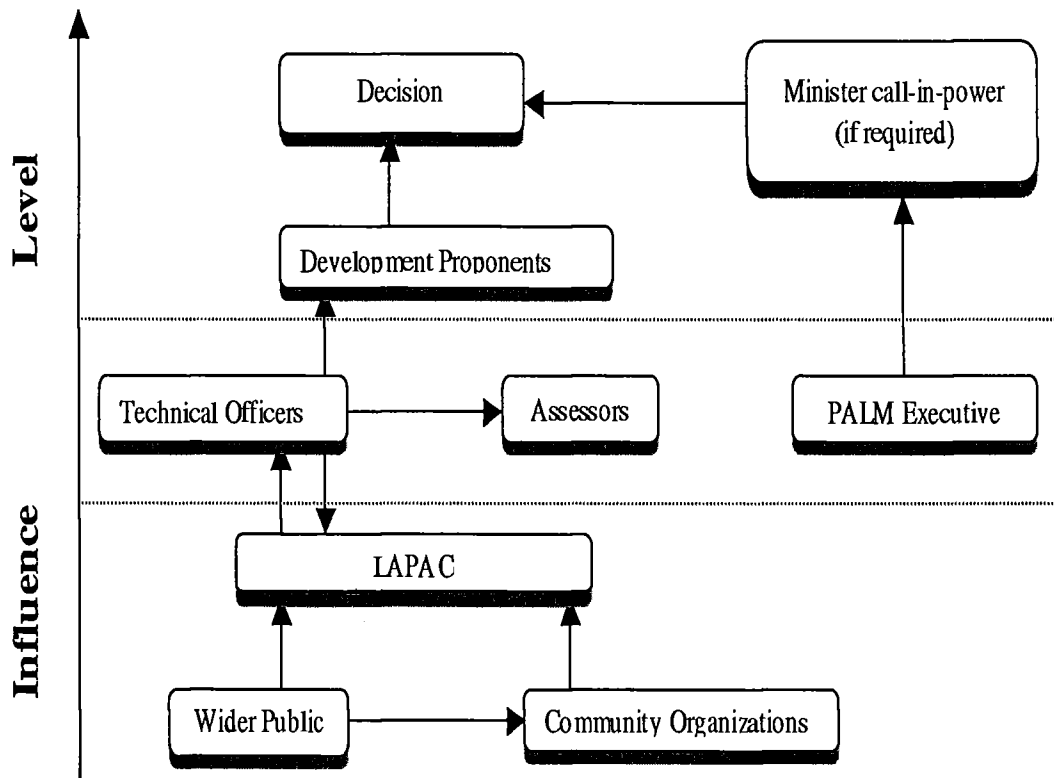 Decision
Minister call-in-power
(if required)
Level
Development Proponents
Technical Officers
Assessors
PALM Executive
Influence
LAPAC
Wider Public
Community Organizations